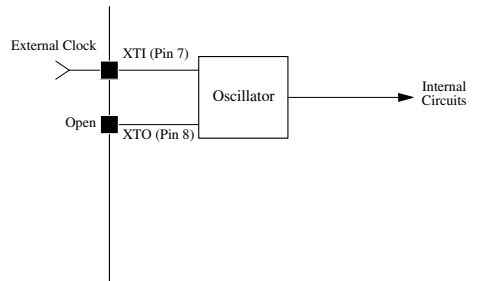 External Clock
XTI (Pin 7)
Oscillator
Internal
Circuits
Open
XTO (Pin 8)